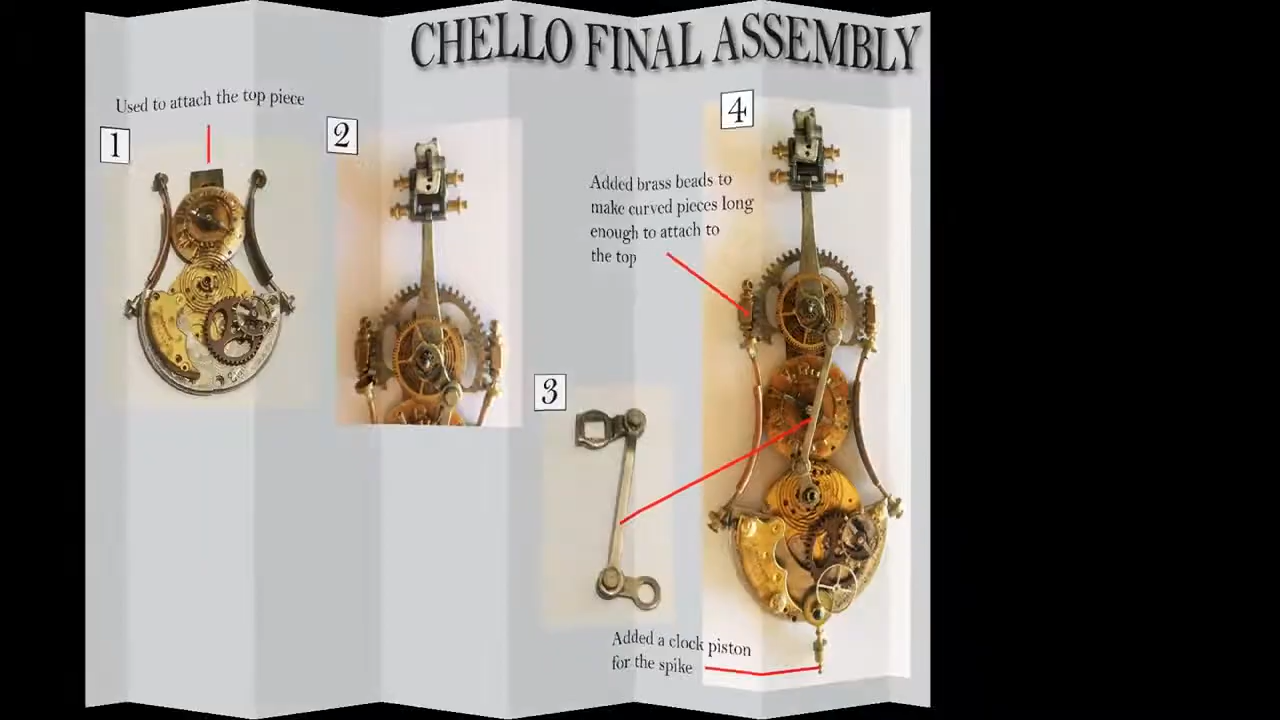 CHELLO FINAL ASSEMBLY
Used to attach the top piece
1
2
4
Added brass beads to
make curved pieces long
enough to attach to
the top
3
Added a clock piston
for the spike